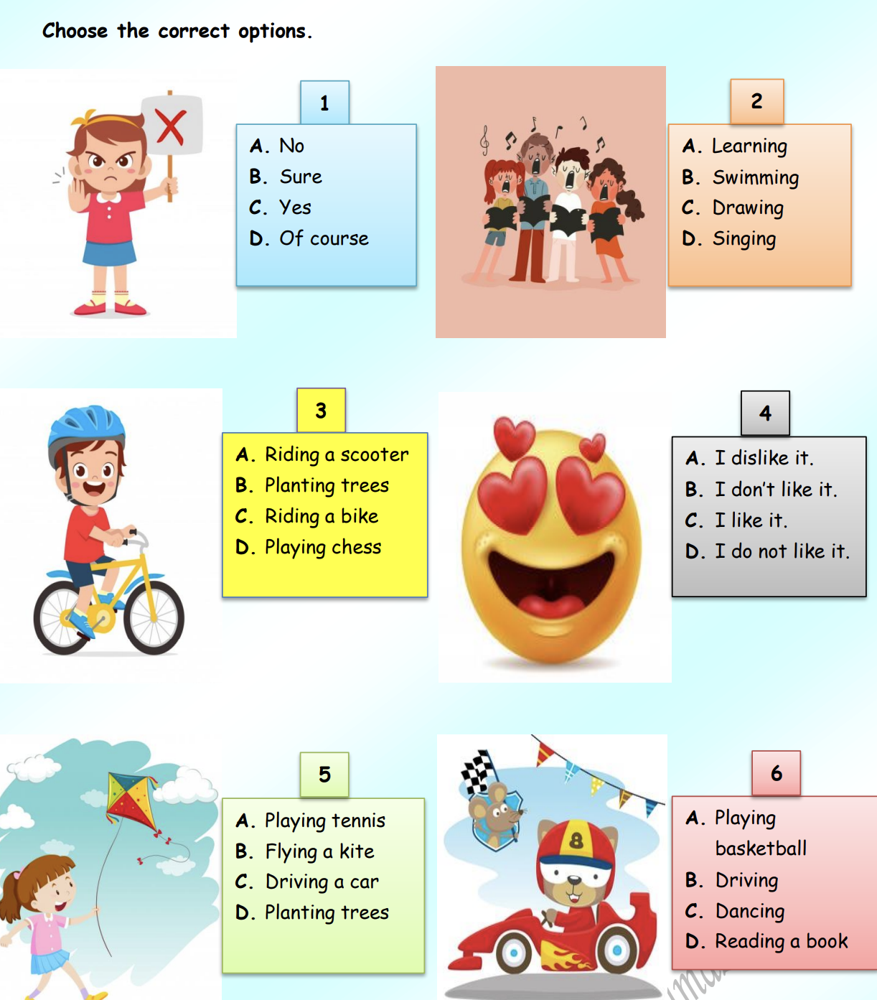 Choose the correct options.
1
A. No
B. Sure
C. Yes
D. Of course
2
A. Learning
B. Swimming
C. Drawing
D. Singing
3
A. Riding a scooter
B. Planting trees
C. Riding a bike
D. Playing chess
4
A. I dislike it.
B. I don't like it.
C. I like it.
D. I do not like it.
5
A. Playing tennis
B. Flying a kite
C. Driving a car
D. Planting trees
8
6
A. Playing
basketball
B. Driving
C. Dancing
D. Reading a book